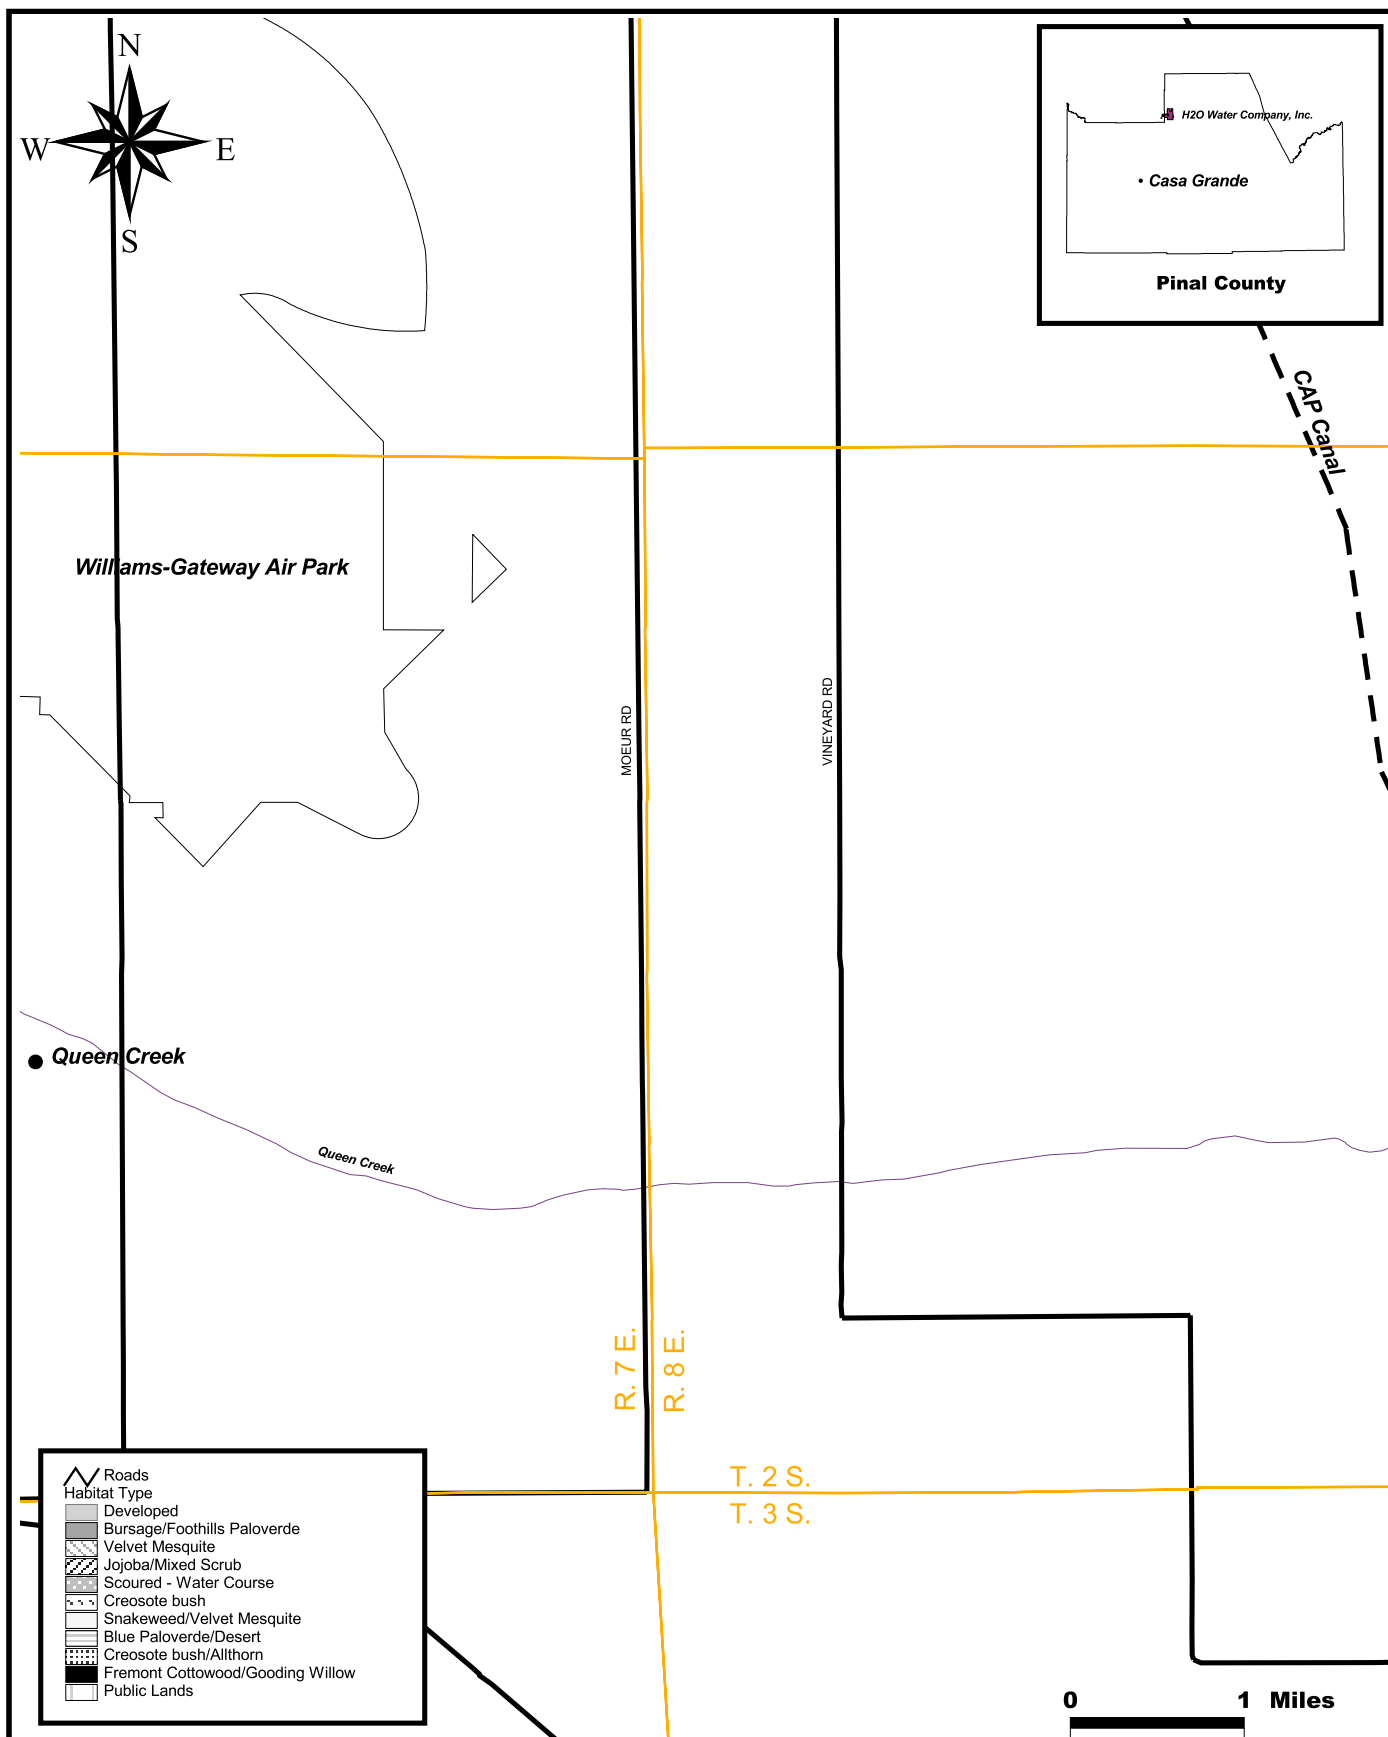 N
W
E
S
H2O Water Company, Inc.
Casa Grande
Pinal County
CAP Canal
Williams-Gateway Air Park
MOEUR RD
VINEYARD RD
Queen Creek
Queen Creek
R. 7 E.
R. 8 E.
T. 2 S.
T. 3 S.
Roads
Habitat Type
Developed
Bursage/Foothills Paloverde
Velvet Mesquite
Jojoba/Mixed Scrub
Scoured - Water Course
Creosote bush
Snakeweed/Velvet Mesquite
Blue Paloverde/Desert
Creosote bush/Allthorn
Fremont Cottowood/Gooding Willow
Public Lands
0 1 Miles